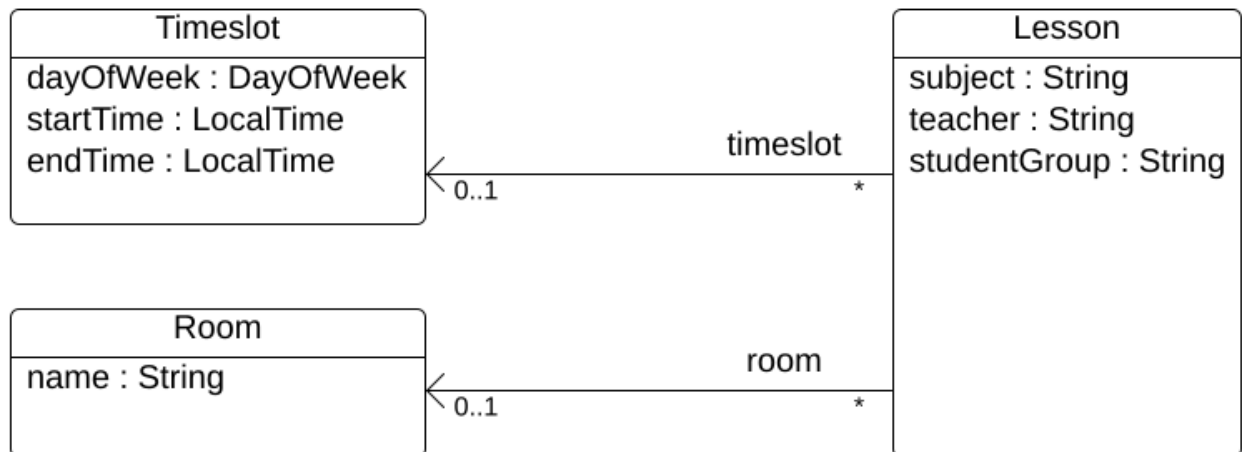 Timeslot
dayOfWeek : DayOfWeek
startTime : LocalTime
endTime : LocalTime
timeslot
0..1
*
Lesson
subject : String
teacher : String
studentGroup : String
Room
name : String
room
0..1
*